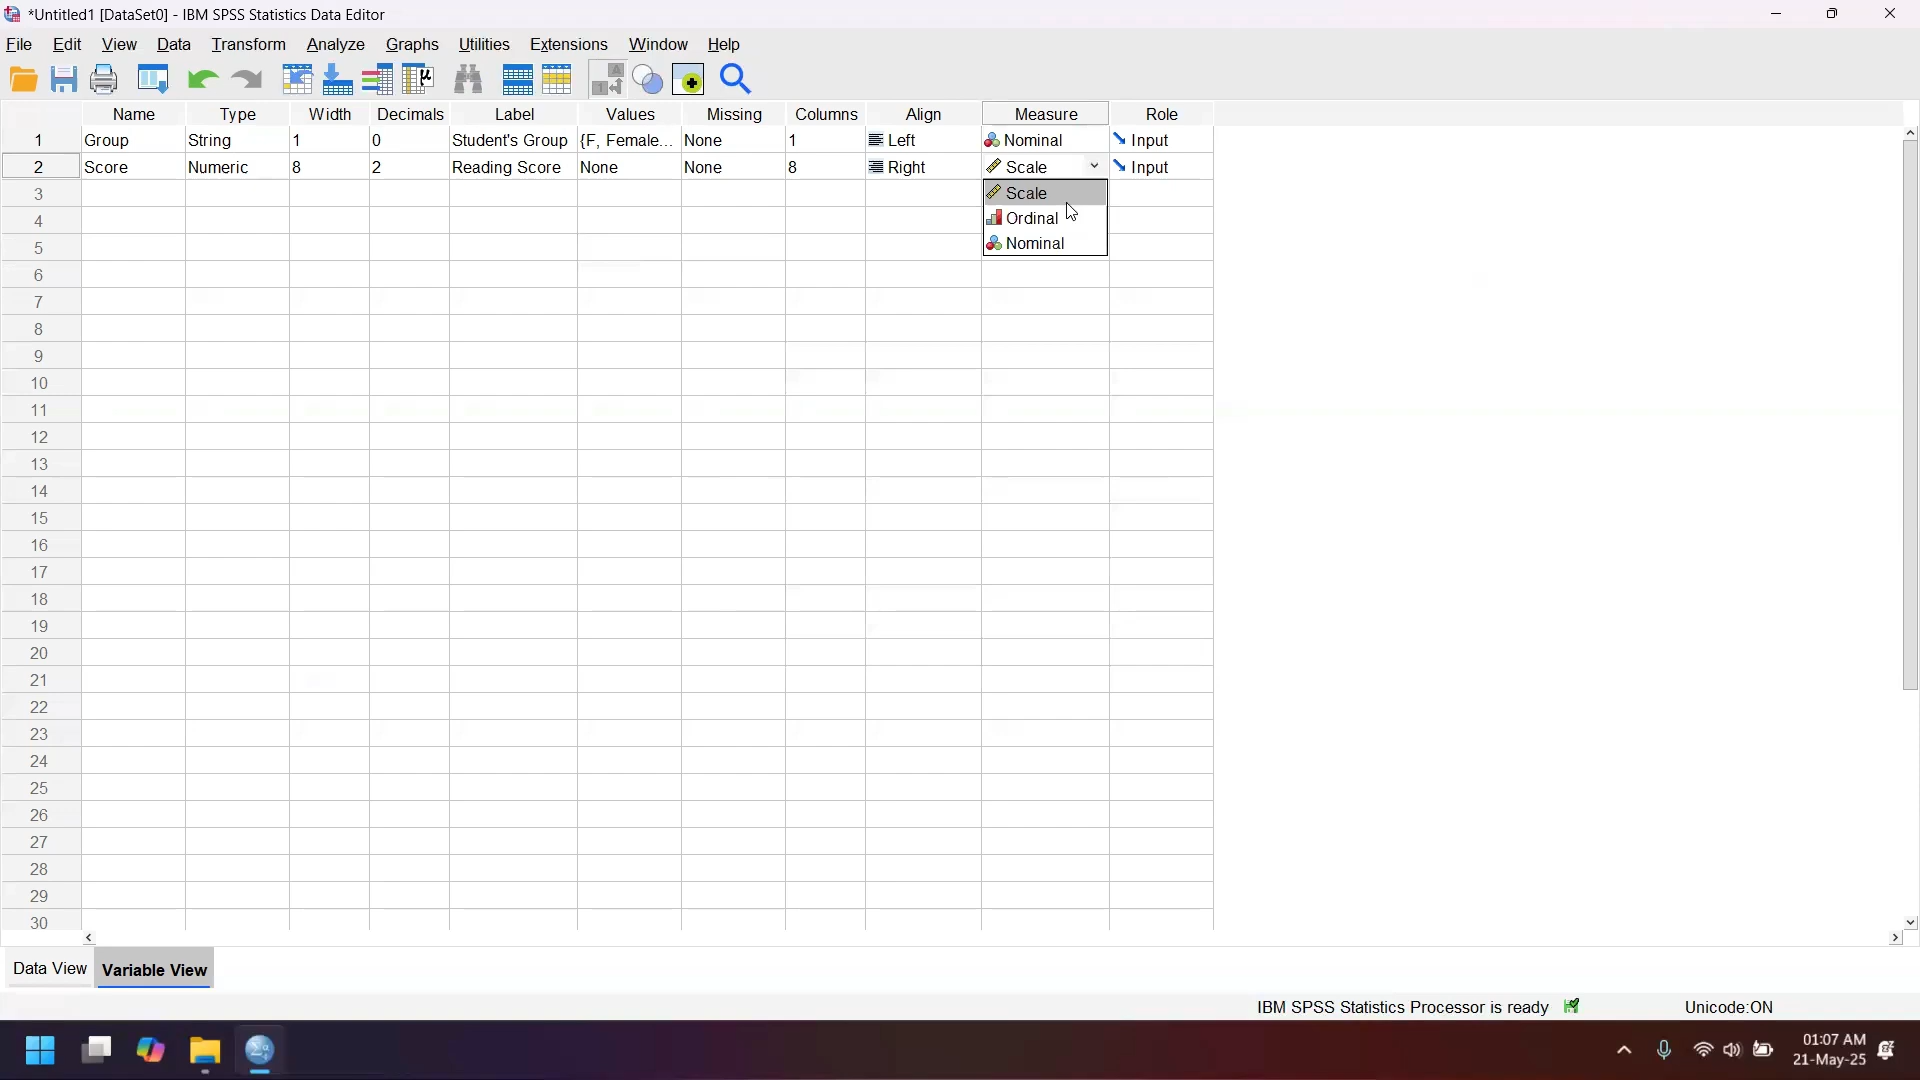 *Untitled1 [DataSet0] - IBM SPSS Statistics Data Editor
File Edit View Data Transform Analyze Graphs Utilities Extensions Window Help
Name Type Width Decimals Label Values Missing Columns Align Measure Role
1 Group String 1 0 Student's Group {F, Female... None 1 Left Nominal Input
2 Score Numeric 8 2 Reading Score None None 8 Right Scale Input
3 Scale
4 Ordinal
5 Nominal
6
7
8
9
10
11
12
13
14
15
16
17
18
19
20
21
22
23
24
25
26
27
28
29
30
Data View Variable View
IBM SPSS Statistics Processor is ready Unicode:ON
01:07 AM
21-May-25